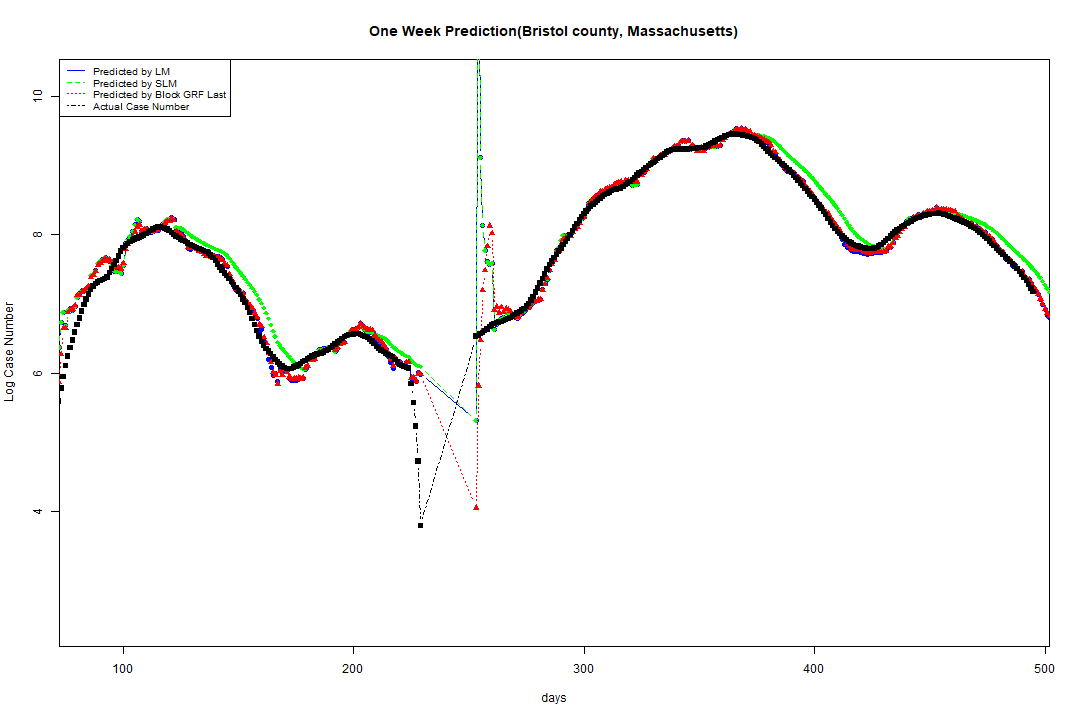 One Week Prediction(Bristol county, Massachusetts)
Predicted by LM
Predicted by SLM
Predicted by Block GRF Last
Actual Case Number
Log Case Number
10
8
6
4
100 200 300 400 500
days